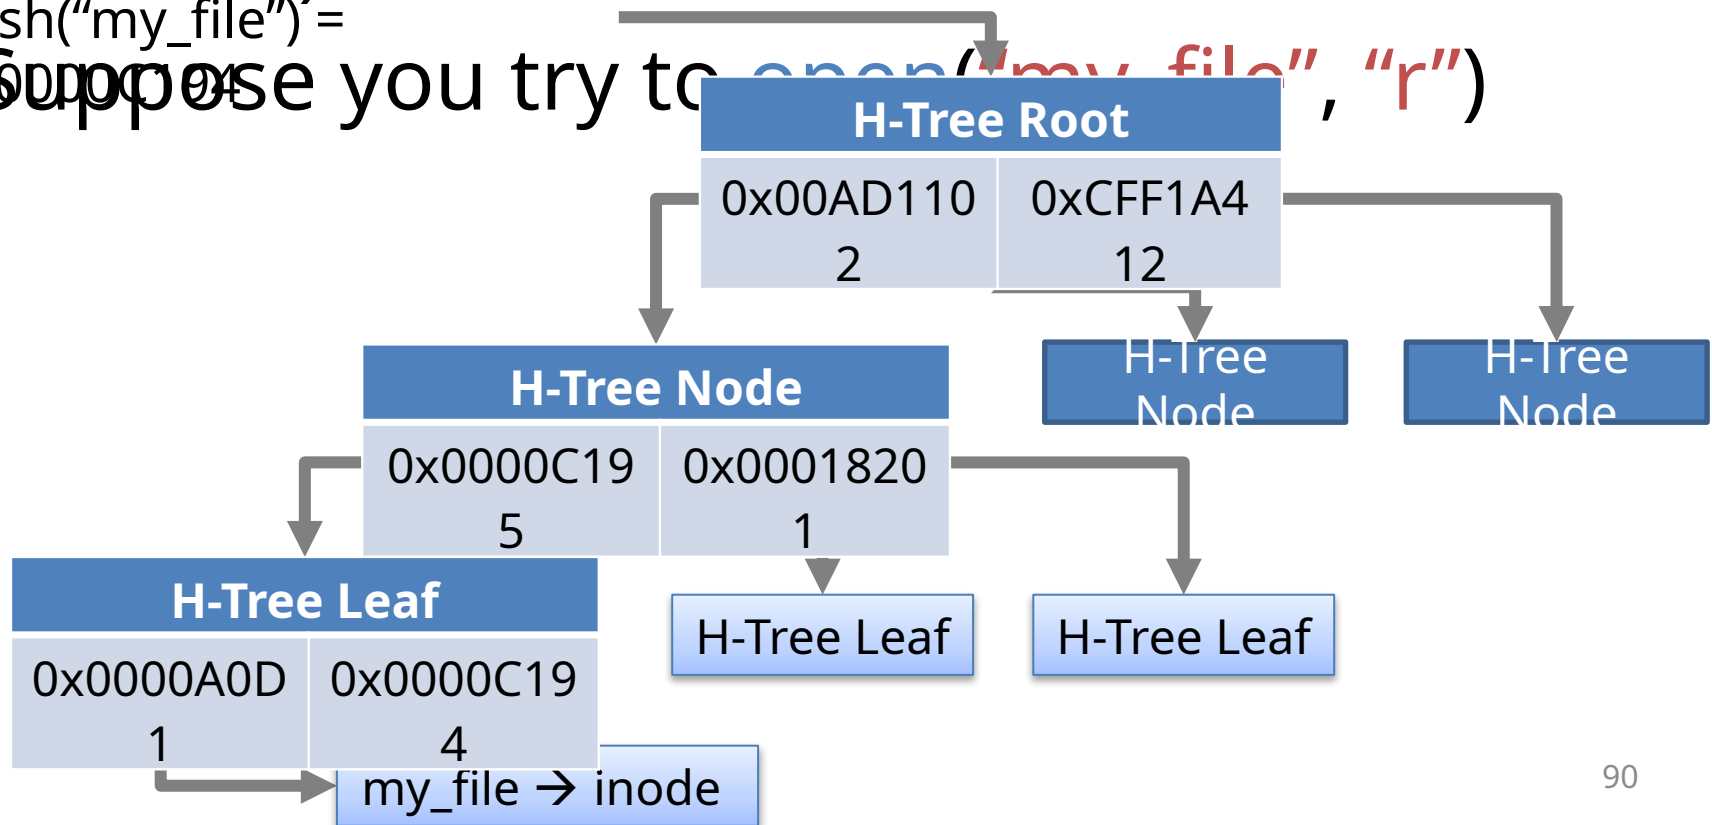 sh(“my_file”) =
0000C194
Suppose you try to open(“my_file”, “r”)
H-Tree Root
0x00AD110
2
0xCFF1A4
12
H-Tree Node
0x0000C19
5
0x0001820
1
H-Tree
Node
H-Tree
Node
H-Tree Leaf
0x0000A0D
1
0x0000C19
4
H-Tree Leaf
H-Tree Leaf
my_file → inode
90